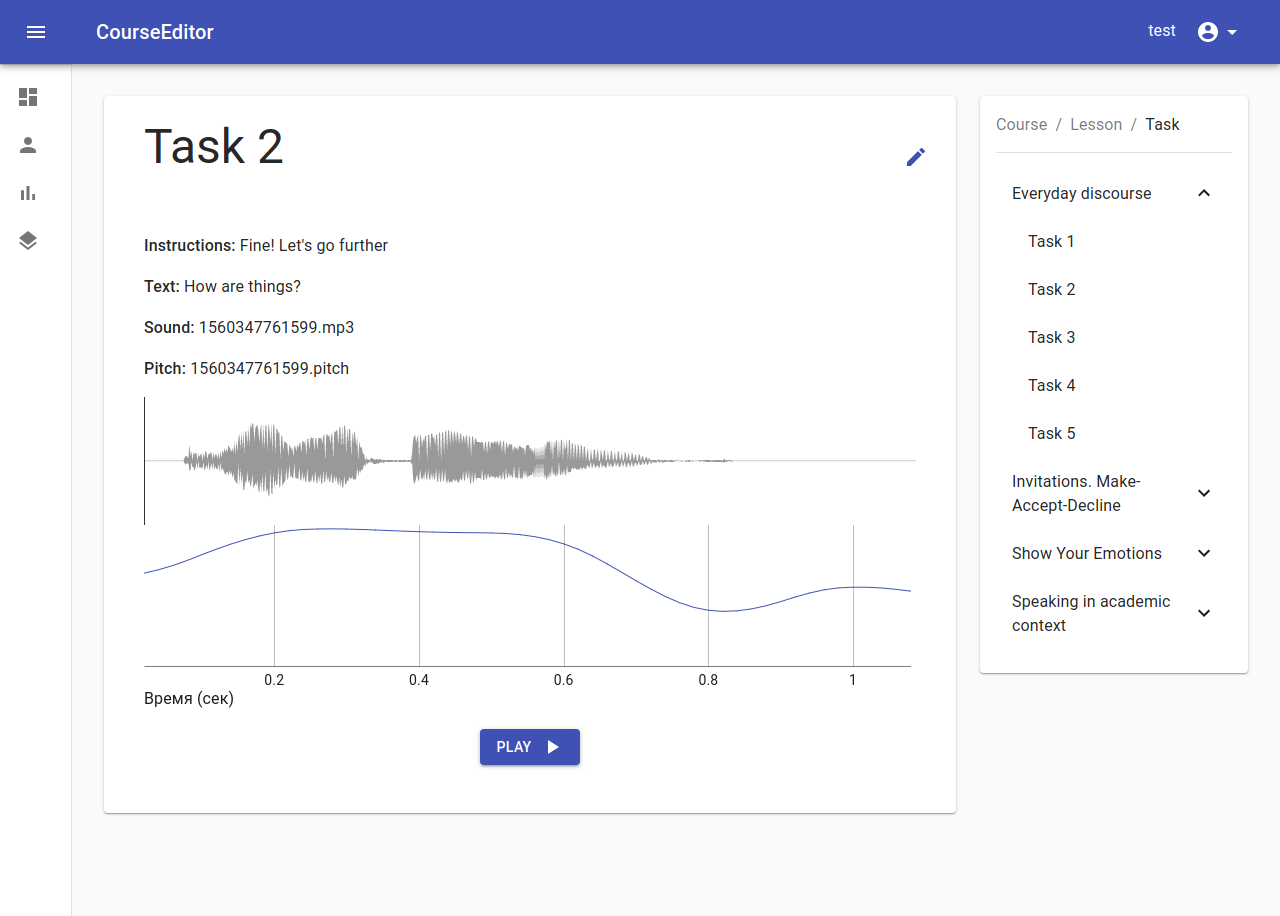 CourseEditor
test
Task 2
Instructions: Fine! Let's go further
Text: How are things?
Sound: 1560347761599.mp3
Pitch: 1560347761599.pitch
0.2 0.4 0.6 0.8 1
Время (сек)
PLAY
Course / Lesson / Task
Everyday discourse
Task 1
Task 2
Task 3
Task 4
Task 5
Invitations. Make-
Accept-Decline
Show Your Emotions
Speaking in academic
context